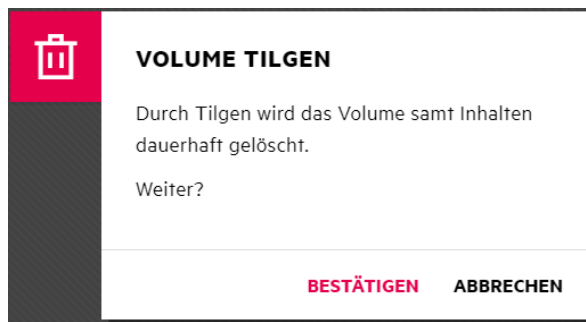 VOLUME TILGEN
Durch Tilgen wird das Volume samt Inhalten
dauerhaft gelöscht.
Weiter?
BESTÄTIGEN ABBRECHEN